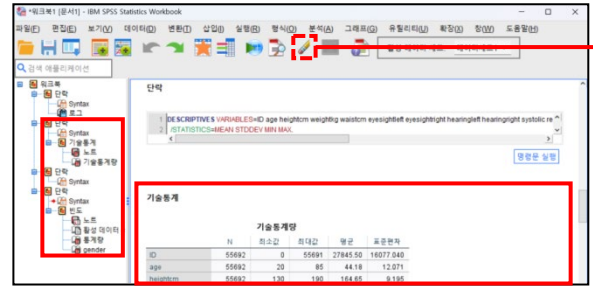 *워크북1 [문서1] - IBM SPSS Statistics Workbook
파일(F) 편집(E) 보기(V) 데이터(D) 변환(T) 삽입(I) 실행(R) 형식(O) 분석(A) 그래프(G) 유틸리티(U) 확장(X) 창(W) 도움말(H)
검색 애플리케이션
워크북
단락
Syntax
로그
단락
Syntax
기술통계
노트
기술통계량
단락
Syntax
단락
Syntax
빈도
노트
활성 데이터
통계량
gender
단락
1 DESCRIPTIVES VARIABLES=ID age heightcm weightkg waistcm eyesightleft eyesightright hearingleft hearingright systolic re
2 /STATISTICS=MEAN STDDEV MIN MAX.
명령문 실행
기술통계
기술통계량
N 최소값 최대값 평균 표준편차
ID 55692 0 55691 27845.50 16077.040
age 55692 20 85 44.18 12.071
heightcm 55692 130 190 164.65 9.195